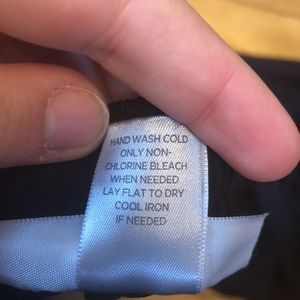 HAND WASH COLD
ONLY NON-
CHLORINE BLEACH
WHEN NEEDED
LAY FLAT TO DRY
COOL IRON
IF NEEDED